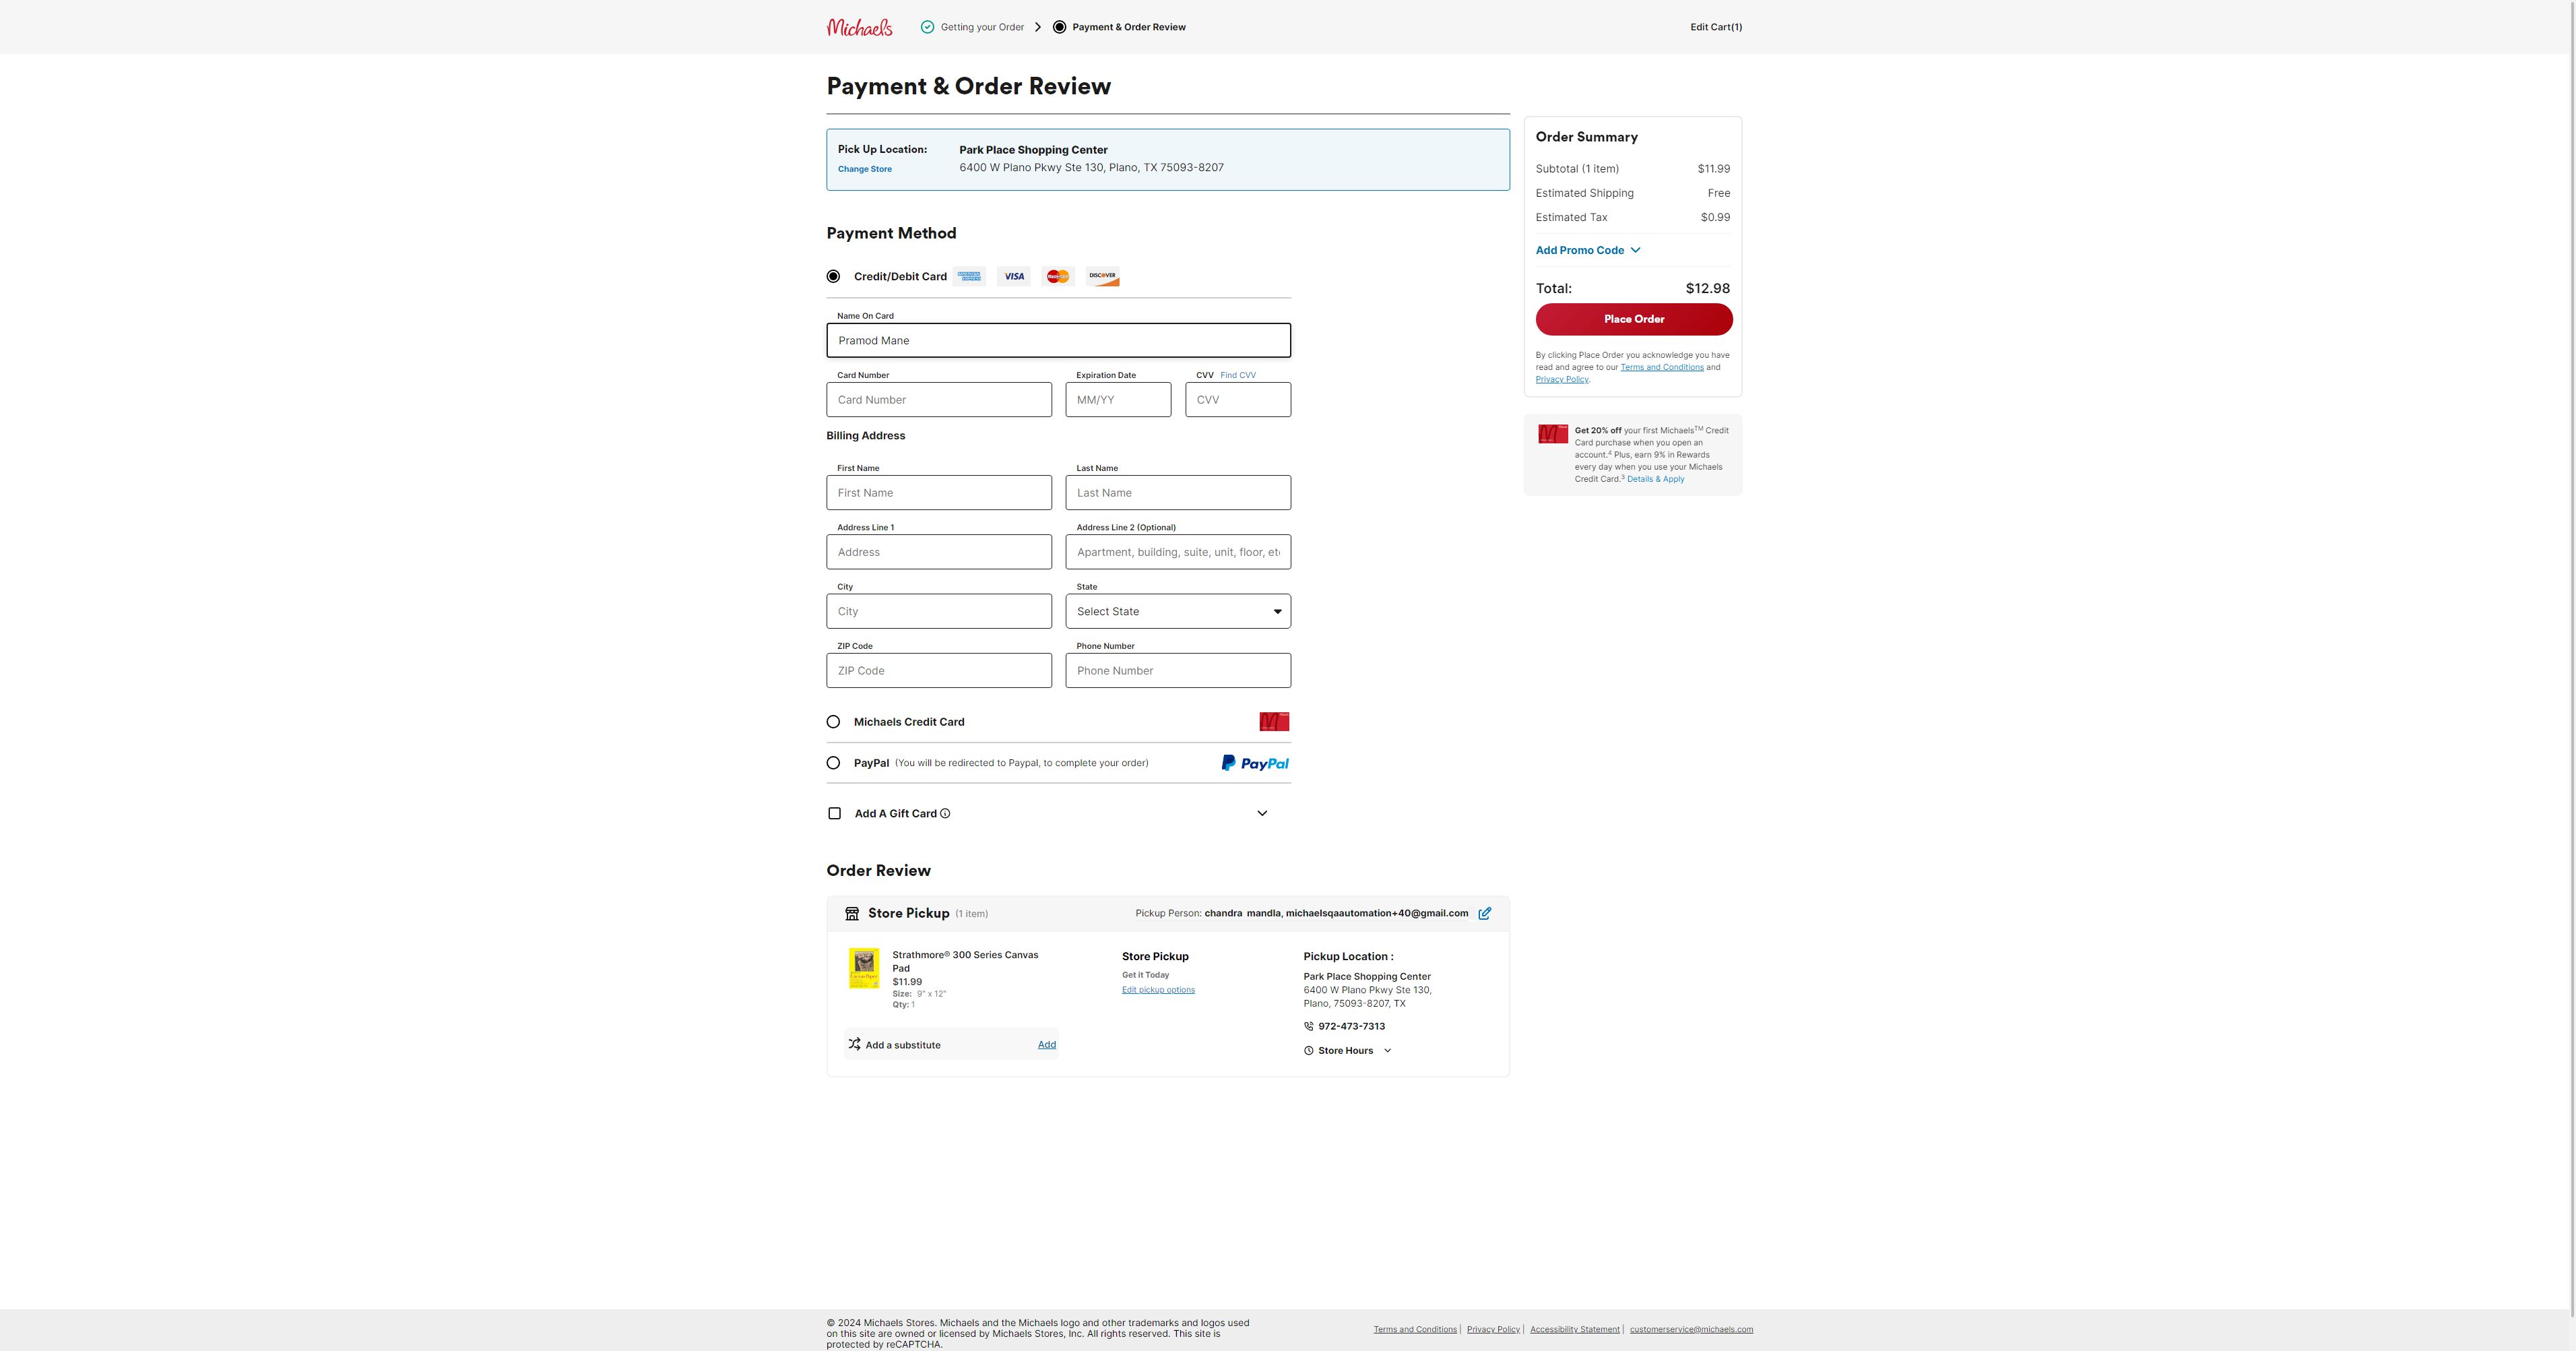 Michaels
Getting your Order
Payment & Order Review
Edit Cart(1)
Payment & Order Review
Pick Up Location:
Change Store
Park Place Shopping Center
6400 W Plano Pkwy Ste 130, Plano, TX 75093-8207
Payment Method
Credit/Debit Card
VISA
DISCOVER
Name On Card
Pramod Mane
Card Number
Card Number
Expiration Date
MM/YY
CVV Find CVV
CVV
Billing Address
First Name
First Name
Last Name
Last Name
Address Line 1
Address
Address Line 2 (Optional)
Apartment, building, suite, unit, floor, et
City
City
State
Select State
ZIP Code
ZIP Code
Phone Number
Phone Number
Michaels Credit Card
PayPal (You will be redirected to Paypal, to complete your order)
PayPal
Add A Gift Card
Order Review
Store Pickup (1 item)
Pickup Person: chandra mandla, michaelsqaautomation+40@gmail.com
Strathmore® 300 Series Canvas
Pad
$11.99
Size: 9" x 12"
Qty: 1
Add a substitute
Add
Store Pickup
Get it Today
Edit pickup options
Pickup Location :
Park Place Shopping Center
6400 W Plano Pkwy Ste 130,
Plano, 75093-8207, TX
972-473-7313
Store Hours
Order Summary
Subtotal (1 item) $11.99
Estimated Shipping Free
Estimated Tax $0.99
Add Promo Code
Total: $12.98
Place Order
By clicking Place Order you acknowledge you have
read and agree to our Terms and Conditions and
Privacy Policy.
Get 20% off your first Michaels™ Credit
Card purchase when you open an
account.⁴ Plus, earn 9% in Rewards
every day when you use your Michaels
Credit Card.³ Details & Apply
© 2024 Michaels Stores. Michaels and the Michaels logo and other trademarks and logos used
on this site are owned or licensed by Michaels Stores, Inc. All rights reserved. This site is
protected by reCAPTCHA.
Terms and Conditions | Privacy Policy | Accessibility Statement | customerservice@michaels.com